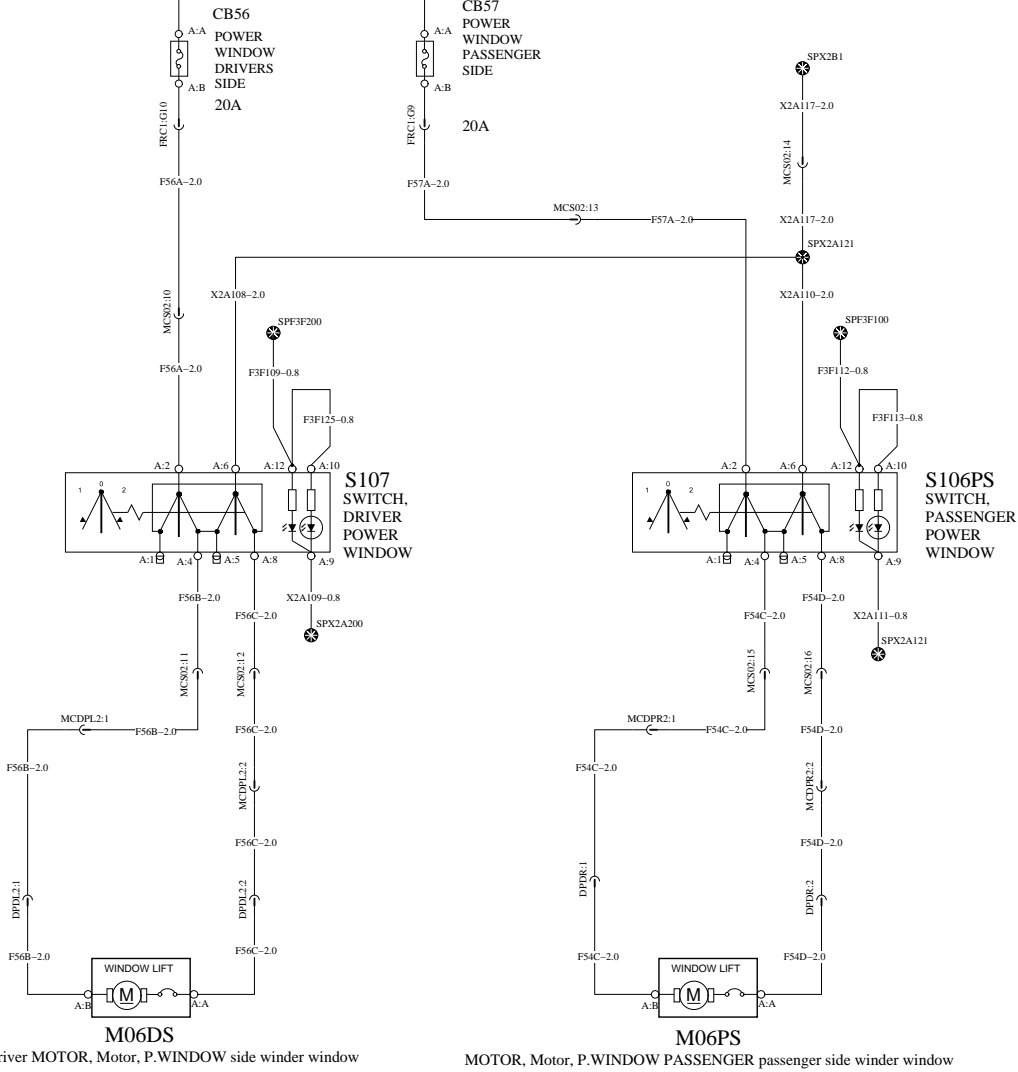 CB56
A:A
POWER
WINDOW
DRIVERS
SIDE
A:B
20A
FRC1:G10
F56A–2.0
MCS02:10
F56A–2.0
CB57
A:A
POWER
WINDOW
PASSENGER
SIDE
A:B
20A
FRC1:G9
F57A–2.0
MCS02:13
F57A–2.0
SPX2B1
X2A117–2.0
MCS02:14
X2A117–2.0
SPX2A121
X2A108–2.0
X2A110–2.0
SPF3F200
F3F109–0.8
F3F125–0.8
SPF3F100
F3F112–0.8
F3F113–0.8
A:2
A:6
A:12
A:10
S107
SWITCH,
DRIVER
POWER
WINDOW
1
0
2
A:1
A:4
A:5
A:8
A:9
A:2
A:6
A:12
A:10
S106PS
SWITCH,
PASSENGER
POWER
WINDOW
1
0
2
A:1
A:4
A:5
A:8
A:9
F56B–2.0
F56C–2.0
X2A109–0.8
SPX2A200
MCS02:11
MCS02:12
MCDPL2:1
F56B–2.0
F56C–2.0
F56B–2.0
MCDPL2:2
F56C–2.0
DPDL2:1
DPDL2:2
F56B–2.0
F56C–2.0
WINDOW LIFT
M
A:B
A:A
M06DS
river MOTOR, Motor, P.WINDOW side winder window
F54C–2.0
F54D–2.0
X2A111–0.8
SPX2A121
MCS02:15
MCS02:16
MCDPR2:1
F54C–2.0
F54D–2.0
F54C–2.0
MCDPR2:2
F54D–2.0
DPDR:1
DPDR:2
F54C–2.0
F54D–2.0
WINDOW LIFT
M
A:B
A:A
M06PS
MOTOR, Motor, P.WINDOW PASSENGER passenger side winder window